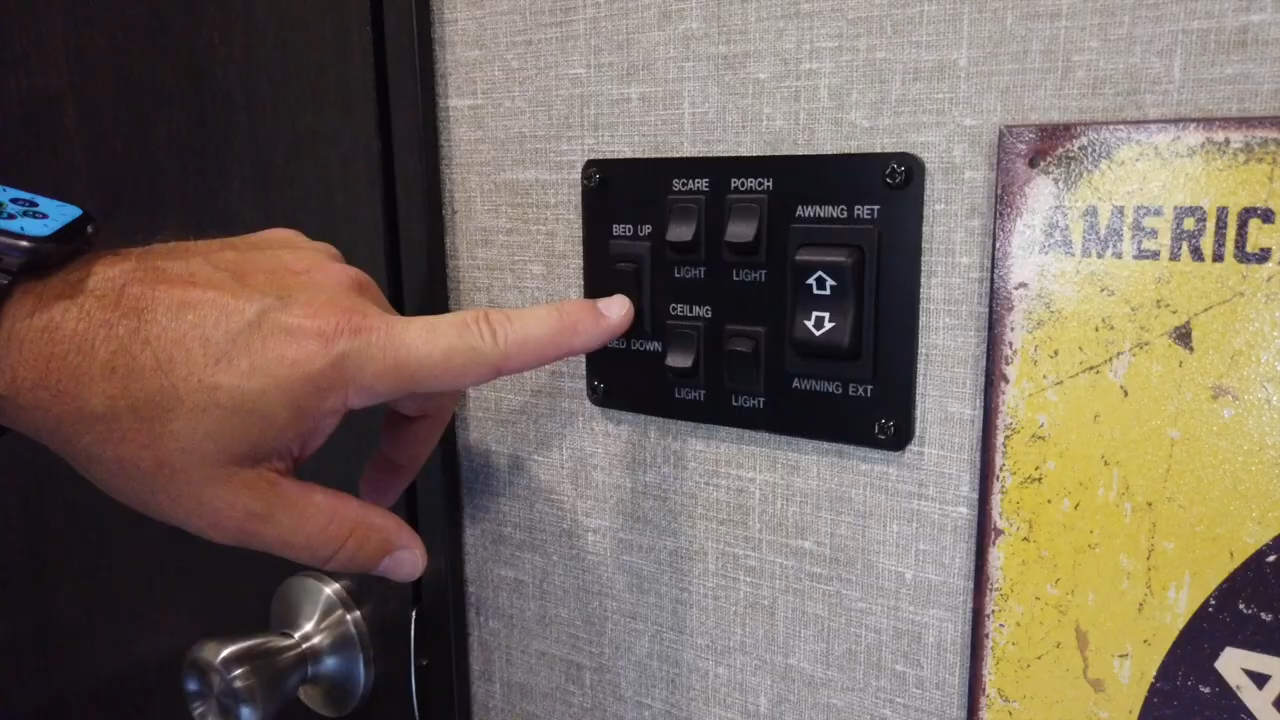 SCARE
LIGHT
PORCH
LIGHT
BED UP
BED DOWN
CEILING
LIGHT
LIGHT
AWNING RET
AWNING EXT
AMERIC
A